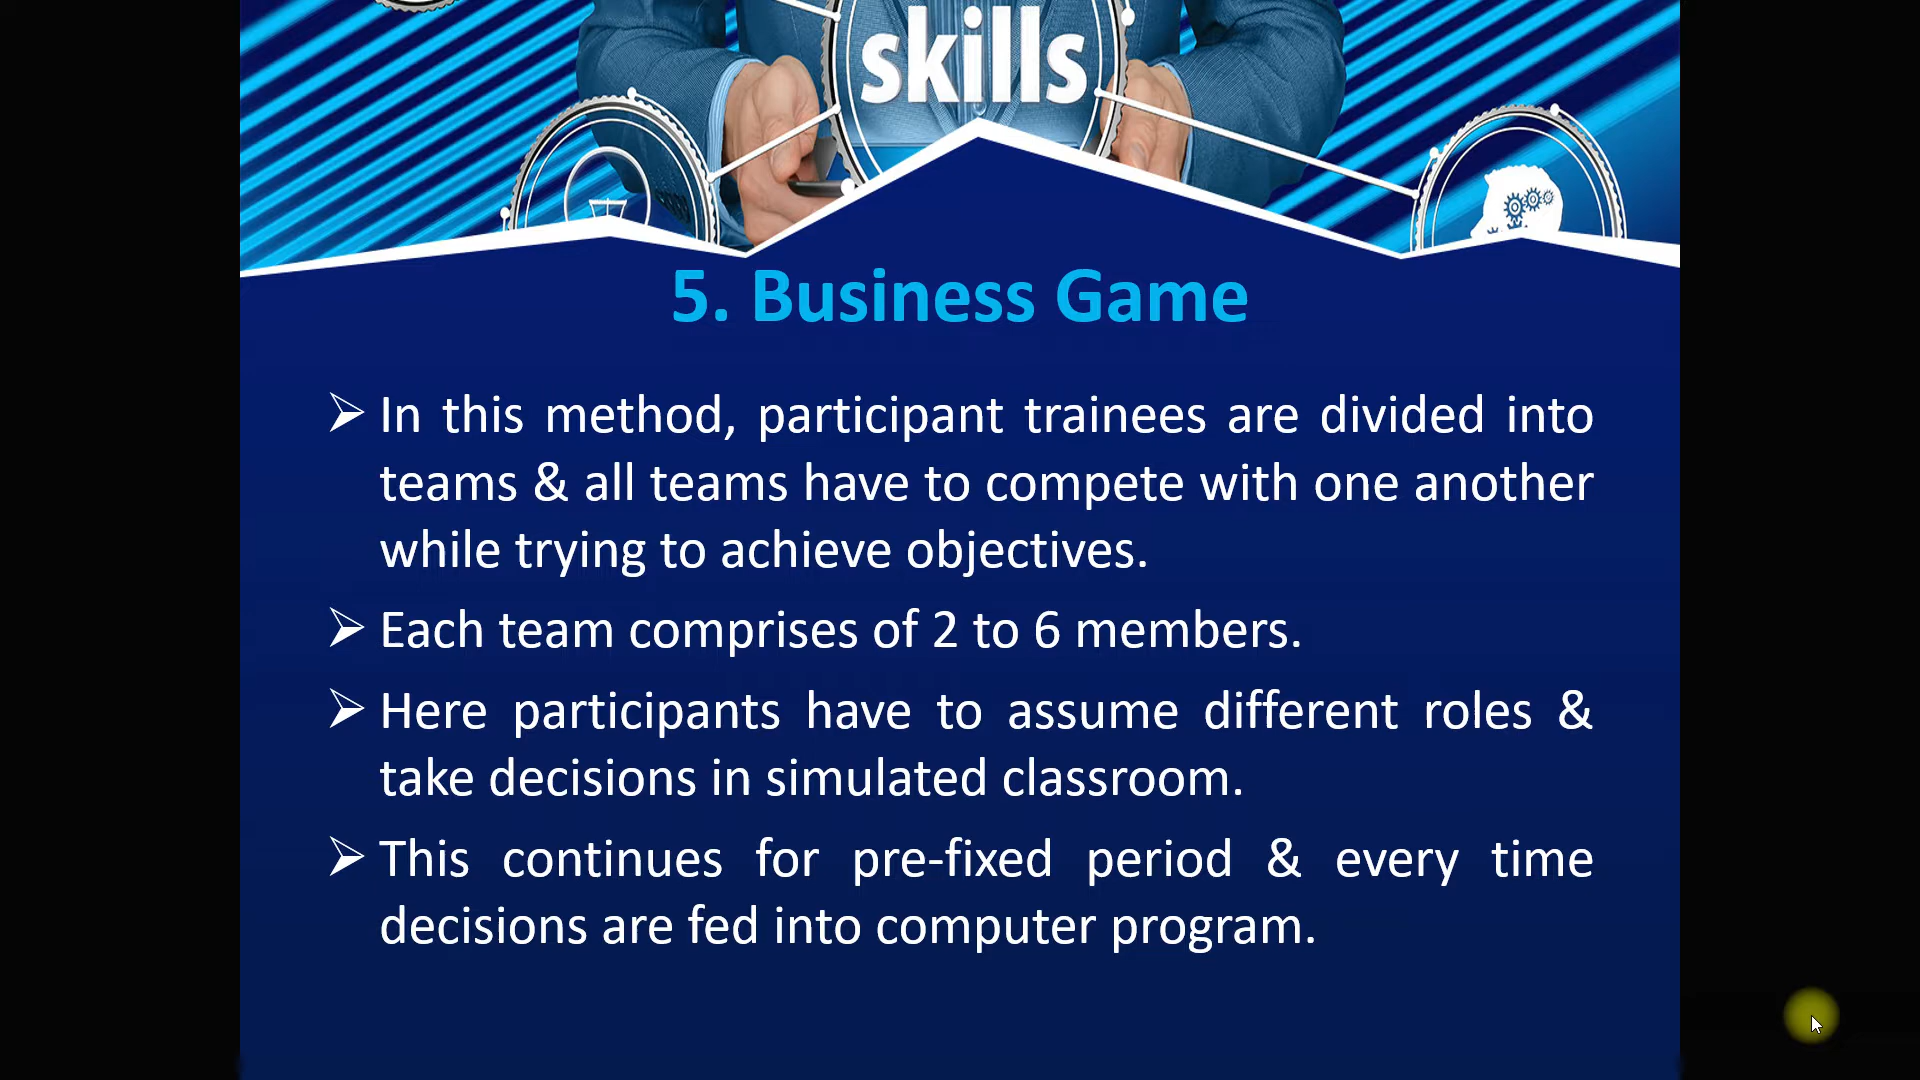 skills
5. Business Game
➢ In this method, participant trainees are divided into
teams & all teams have to compete with one another
while trying to achieve objectives.
➢ Each team comprises of 2 to 6 members.
➢ Here participants have to assume different roles &
take decisions in simulated classroom.
➢ This continues for pre-fixed period & every time
decisions are fed into computer program.